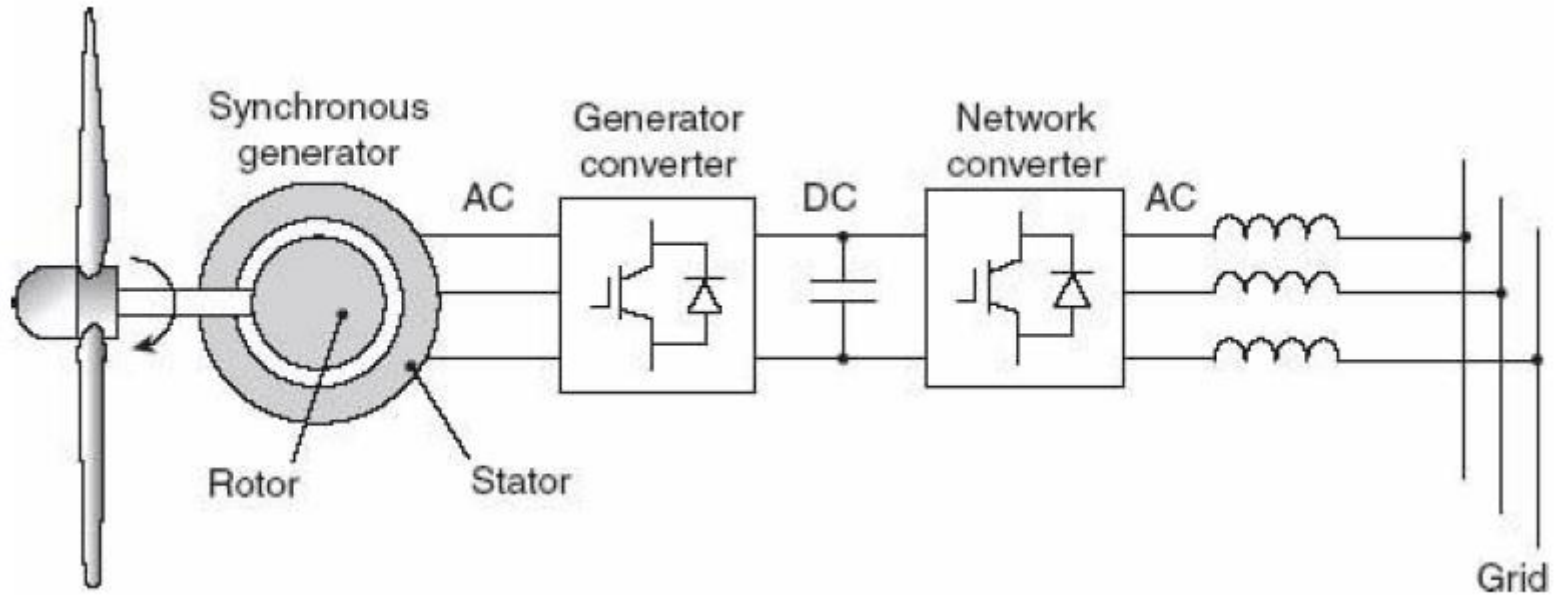 Synchronous
generator
AC
Generator
converter
DC
Network
converter
AC
Rotor
Stator
Grid